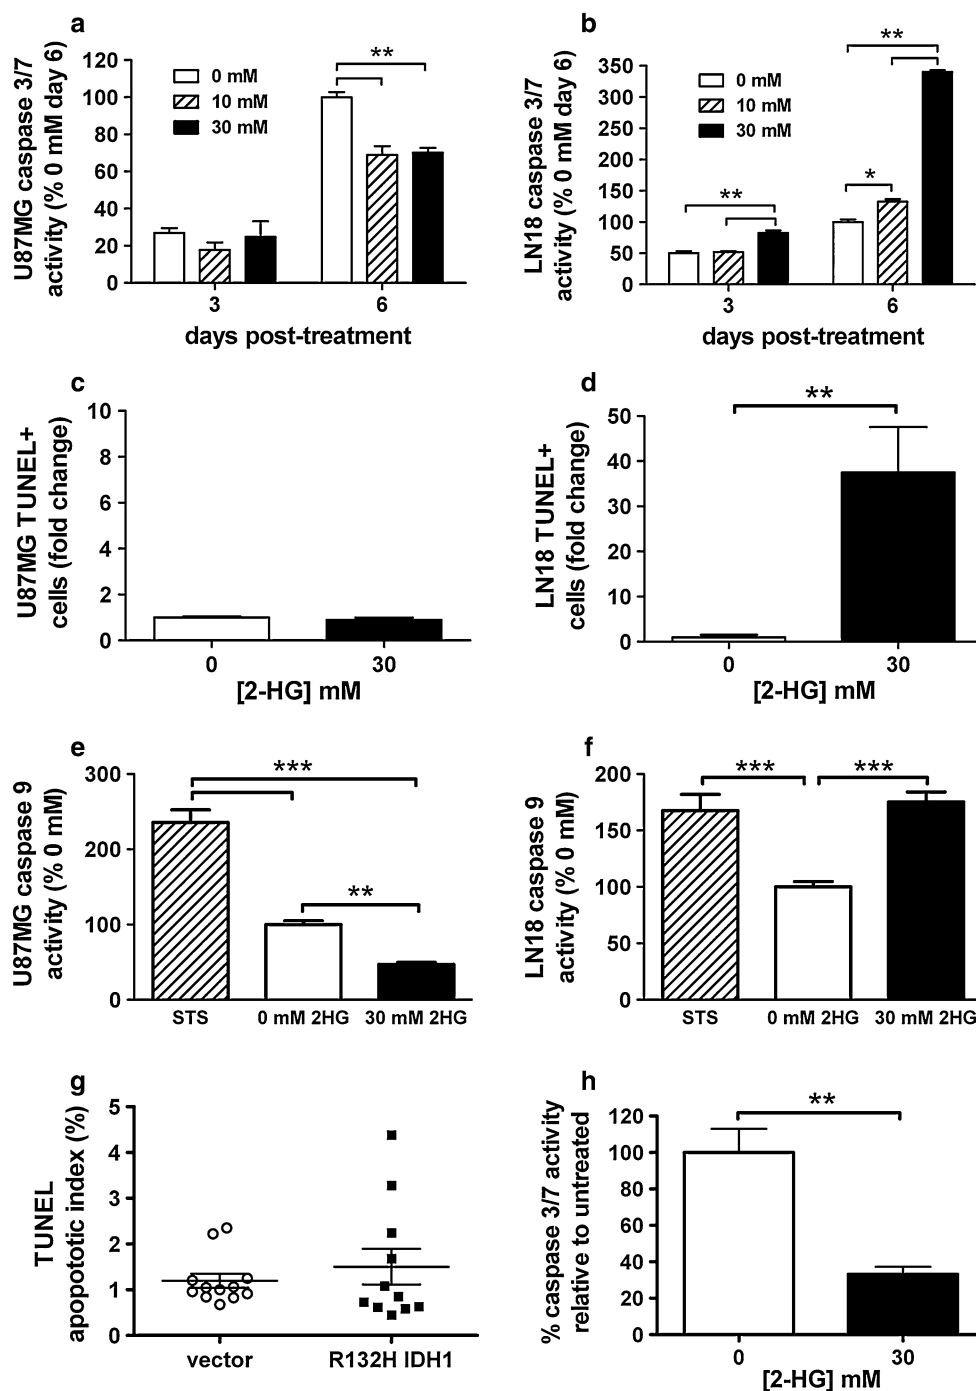 a
U87MG caspase 3/7
activity (% 0 mM day 6)
120
100
80
60
40
20
0
0 mM
10 mM
30 mM
**
3
6
days post-treatment
b
LN18 caspase 3/7
activity (% 0 mM day 6)
350
300
250
200
150
100
50
0
0 mM
10 mM
30 mM
**
*
**
3
6
days post-treatment
c
U87MG TUNEL+
cells (fold change)
10
8
6
4
2
0
0
30
[2-HG] mM
d
LN18 TUNEL+
cells (fold change)
50
40
30
20
10
0
**
0
30
[2-HG] mM
e
U87MG caspase 9
activity (% 0 mM)
300
200
100
0
***
**
STS
0 mM 2HG
30 mM 2HG
f
LN18 caspase 9
activity (% 0 mM)
200
150
100
50
0
***
***
STS
0 mM 2HG
30 mM 2HG
g
TUNEL
apopototic index (%)
5
4
3
2
1
0
vector
R132H IDH1
h
% caspase 3/7 activity
relative to untreated
120
100
80
60
40
20
0
**
0
30
[2-HG] mM